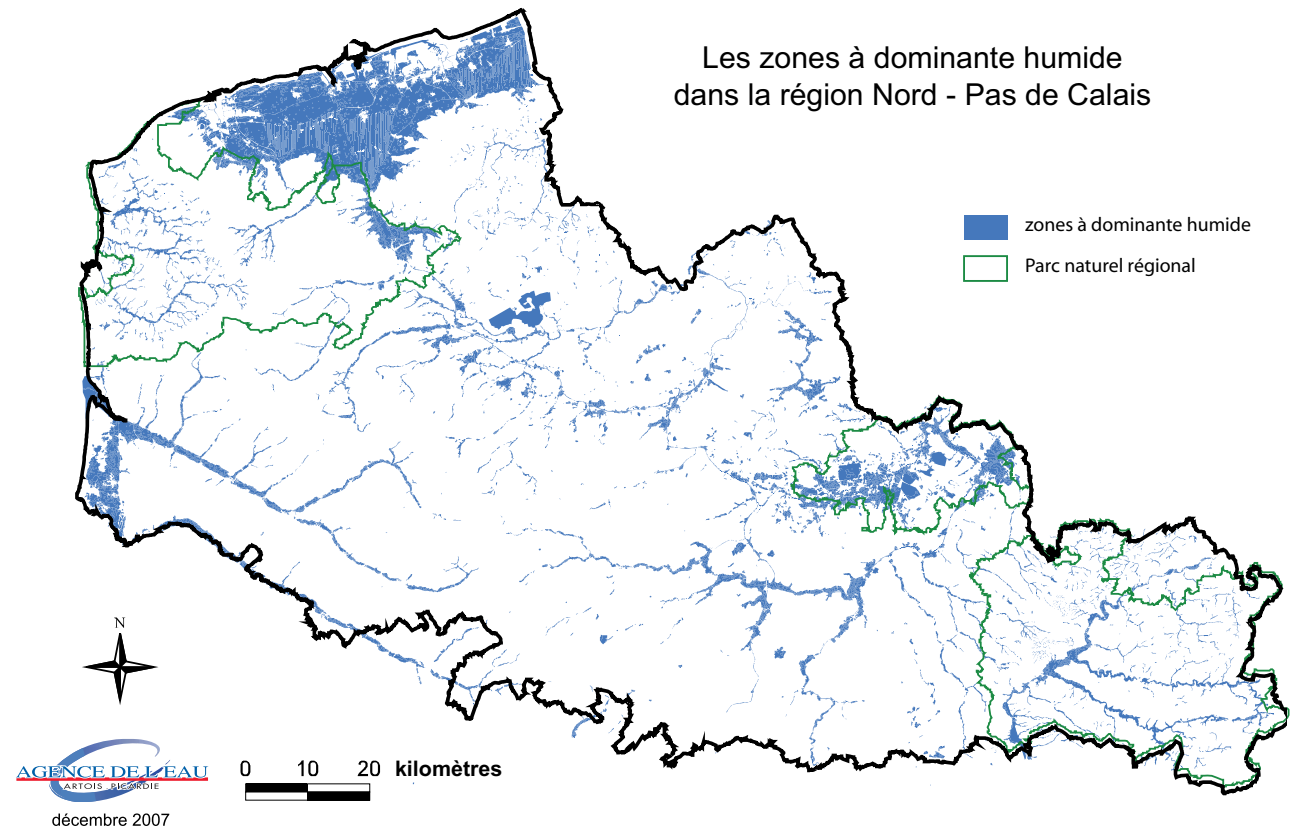 Les zones à dominante humide
dans la région Nord - Pas de Calais
zones à dominante humide
Parc naturel régional
N
AGENCE DE L'EAU
ARTOIS PICARDIE
décembre 2007
0 10 20 kilomètres